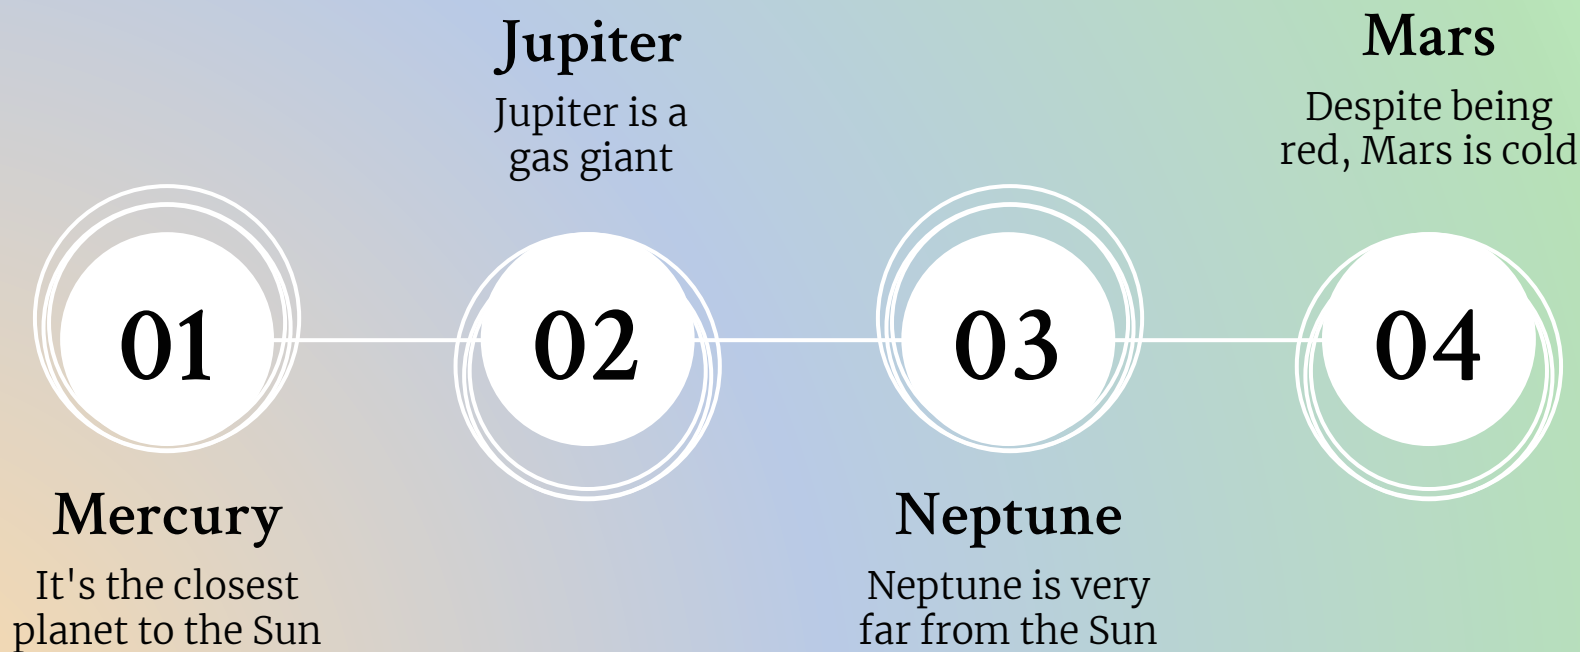 01
Mercury
It's the closest
planet to the Sun
Jupiter
Jupiter is a
gas giant
02
03
Neptune
Neptune is very
far from the Sun
Mars
Despite being
red, Mars is cold
04